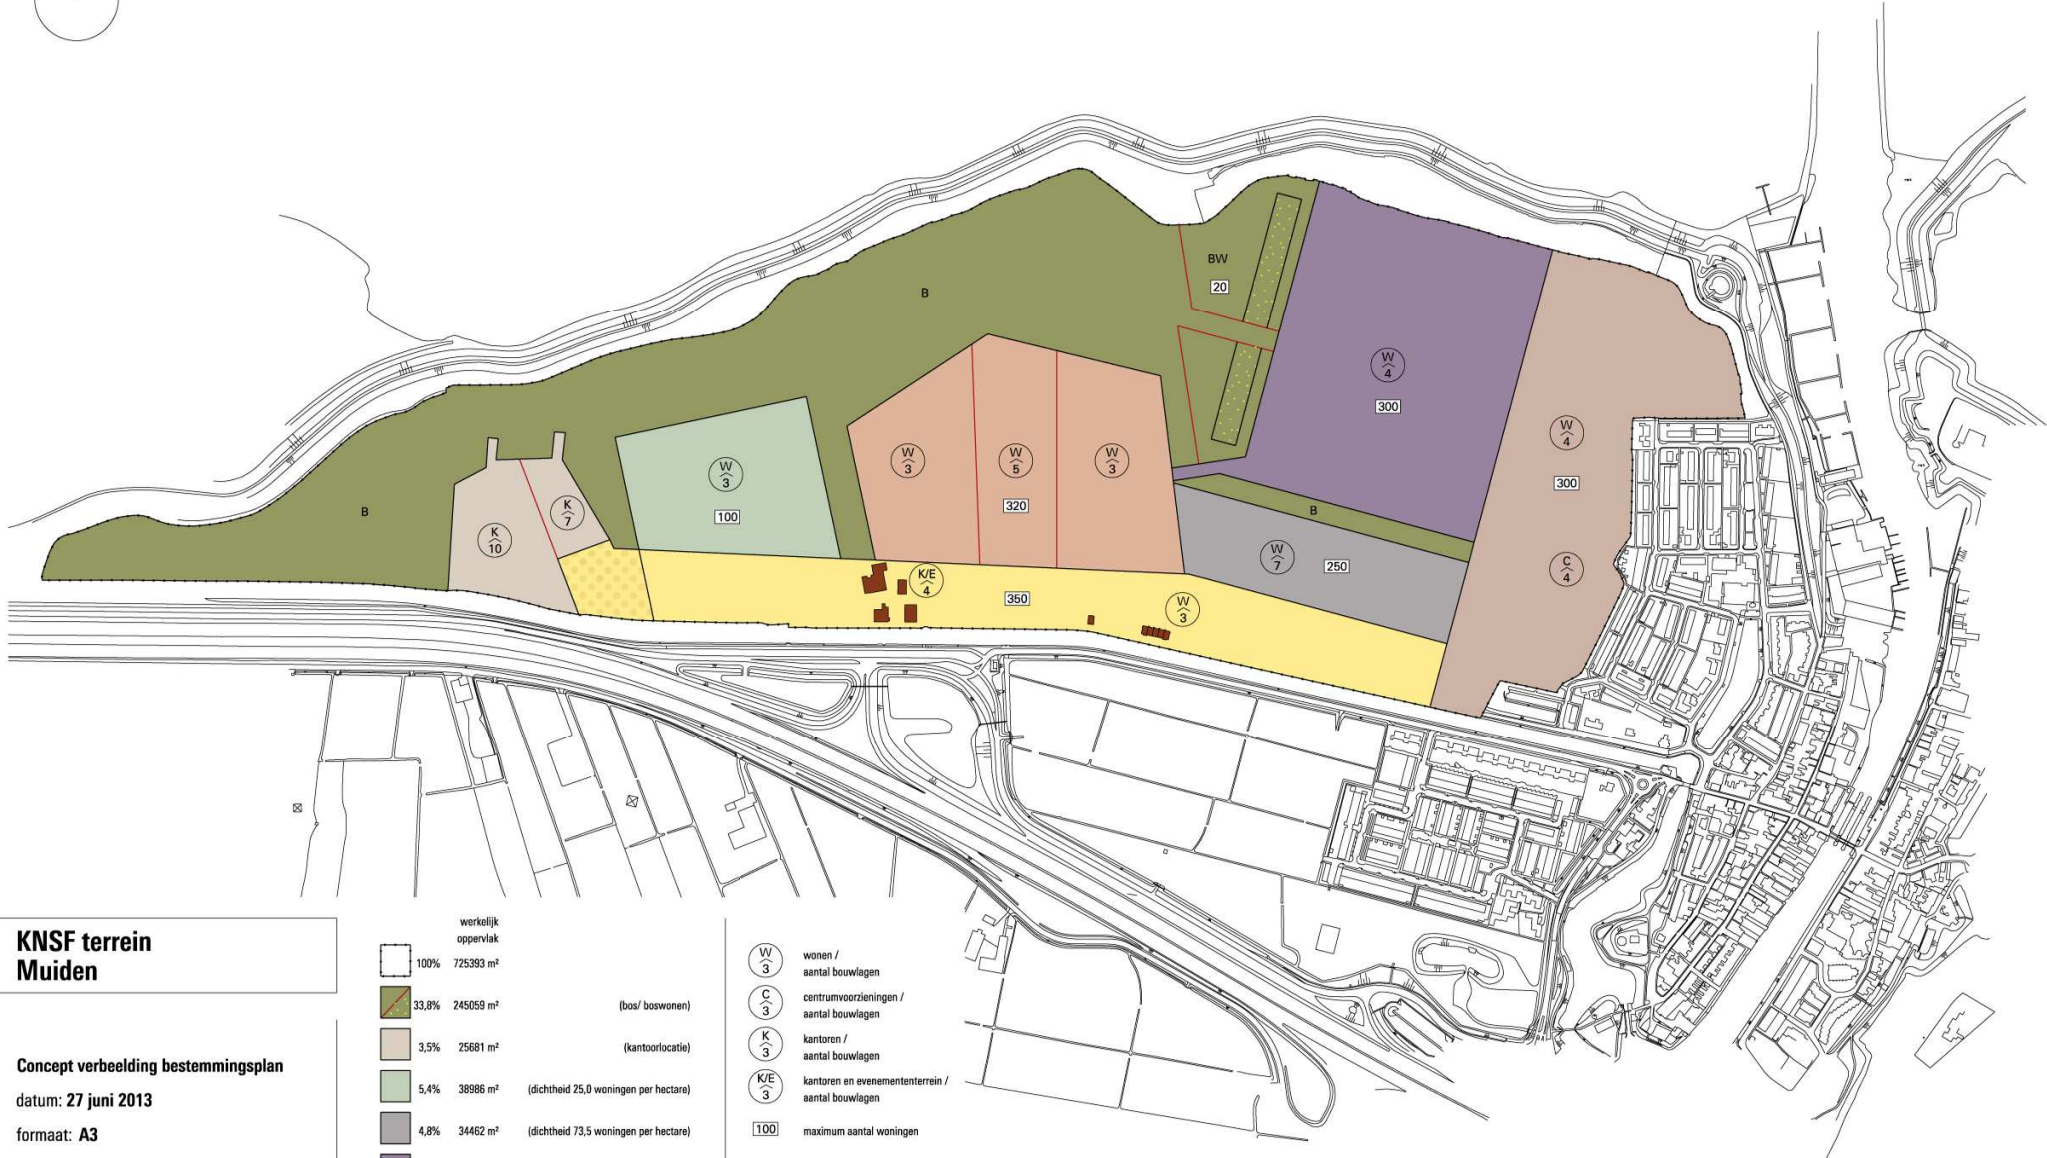 BW
20
B
W
4
300
W
3
W
5
W
3
320
W
4
300
W
3
100
B
K
7
K
10
B
W
7
250
C
4
K/E
4
350
W
3
KNSF terrein
Muiden
Concept verbeelding bestemmingsplan
datum: 27 juni 2013
formaat: A3
werkelijk
oppervlak
100% 725393 m²
33,8% 245059 m² (bos/ boswonen)
3,5% 25681 m² (kantoorlocatie)
5,4% 38986 m² (dichtheid 25,0 woningen per hectare)
4,8% 34462 m² (dichtheid 73,5 woningen per hectare)
W
3
wonen /
aantal bouwlagen
C
3
centrumvoorzieningen /
aantal bouwlagen
K
3
kantoren /
aantal bouwlagen
K/E
3
kantoren en evenemententerrein /
aantal bouwlagen
100 maximum aantal woningen